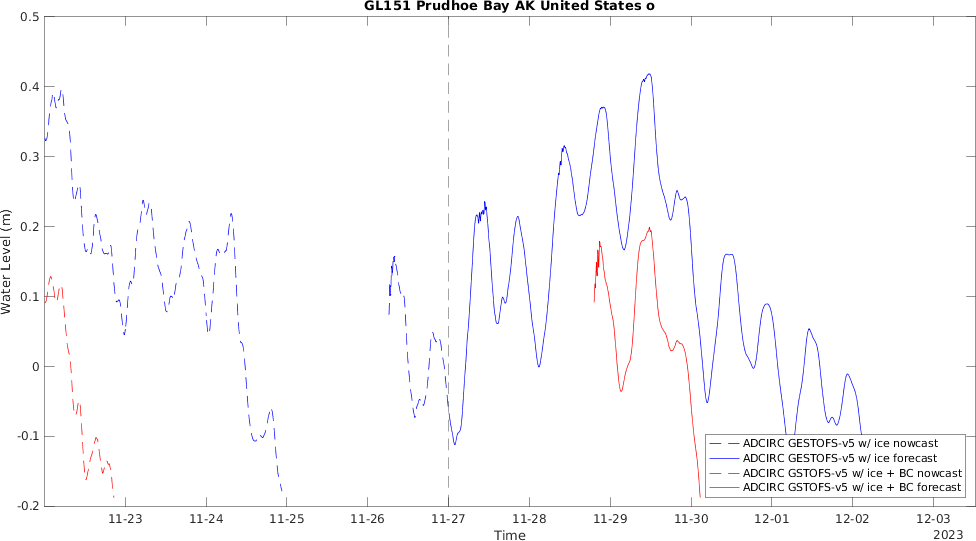 GL151 Prudhoe Bay AK United States o
Water Level (m)
0.5
0.4
0.3
0.2
0.1
0
-0.1
-0.2
11-23
11-24
11-25
11-26
11-27
11-28
11-29
11-30
12-01
12-02
12-03
Time
2023
ADCIRC GESTOFS-v5 w/ ice nowcast
ADCIRC GESTOFS-v5 w/ ice forecast
ADCIRC GSTOFS-v5 w/ ice + BC nowcast
ADCIRC GSTOFS-v5 w/ ice + BC forecast